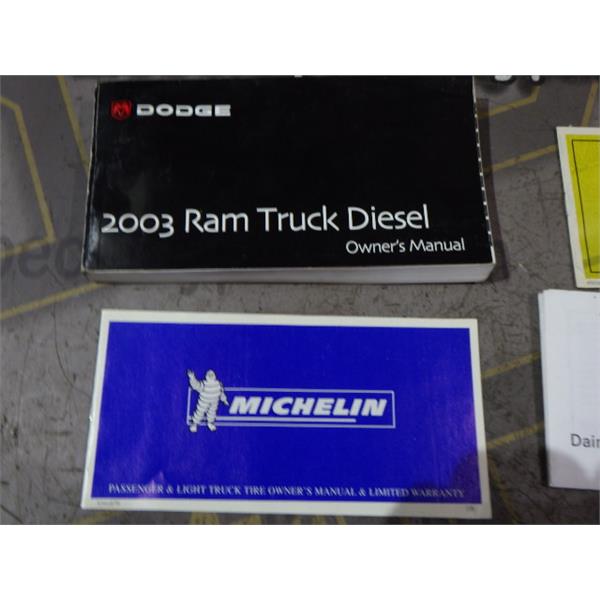 DODGE
2003 Ram Truck Diesel
Owner's Manual
MICHELIN
PASSENGER & LIGHT TRUCK TIRE OWNER'S MANUAL & LIMITED WARRANTY
Dai